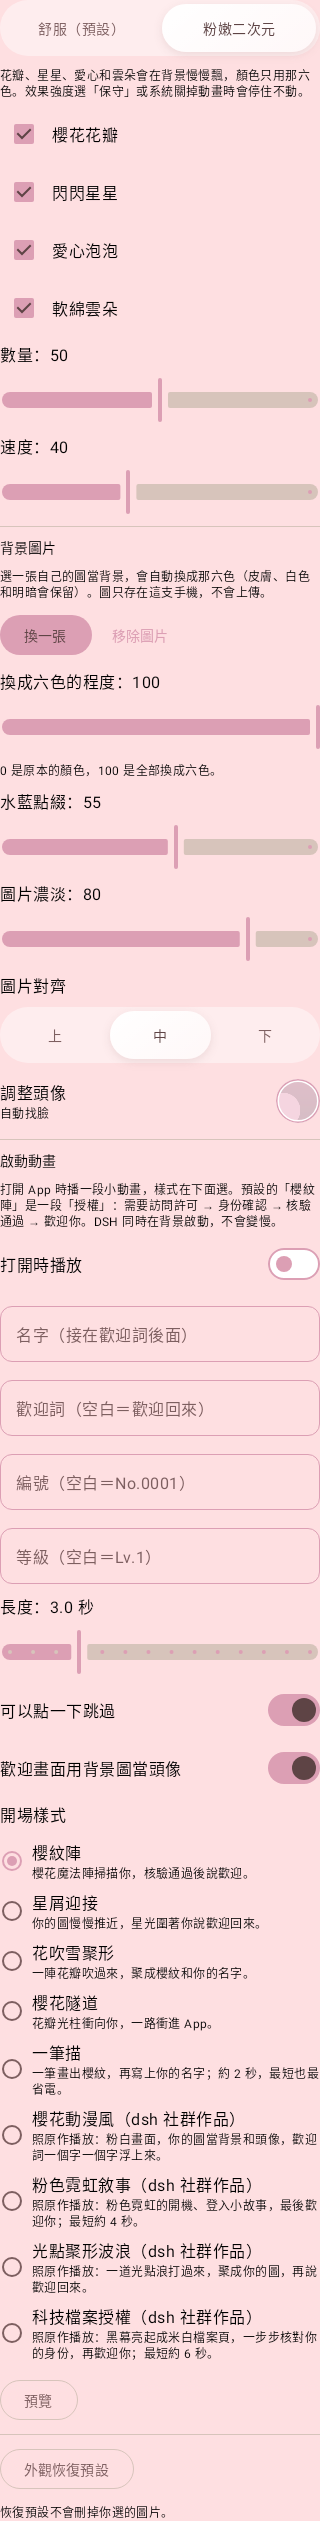 舒服（預設）
粉嫩二次元
花瓣、星星、愛心和雲朵會在背景慢慢飄，顏色只用那六
色。效果強度選「保守」或系統關掉動畫時會停住不動。
櫻花花瓣
閃閃星星
愛心泡泡
軟綿雲朵
數量：50
速度：40
背景圖片
選一張自己的圖當背景，會自動換成那六色（皮膚、白色
和明暗會保留）。圖只存在這支手機，不會上傳。
換一張
移除圖片
換成六色的程度：100
0 是原本的顏色，100 是全部換成六色。
水藍點綴：55
圖片濃淡：80
圖片對齊
上
中
下
調整頭像
自動找臉
啟動動畫
打開 App 時播一段小動畫，樣式在下面選。預設的「櫻紋
陣」是一段「授權」：需要訪問許可 → 身份確認 → 核驗
通過 → 歡迎你。DSH 同時在背景啟動，不會變慢。
打開時播放
名字（接在歡迎詞後面）
歡迎詞（空白＝歡迎回來）
編號（空白＝No.0001）
等級（空白＝Lv.1）
長度：3.0 秒
可以點一下跳過
歡迎畫面用背景圖當頭像
開場樣式
櫻紋陣
櫻花魔法陣掃描你，核驗通過後說歡迎。
星屑迎接
你的圖慢慢推近，星光圍著你說歡迎回來。
花吹雪聚形
一陣花瓣吹過來，聚成櫻紋和你的名字。
櫻花隧道
花瓣光柱衝向你，一路衝進 App。
一筆描
一筆畫出櫻紋，再寫上你的名字；約 2 秒，最短也最
省電。
櫻花動漫風（dsh 社群作品）
照原作播放：粉白畫面，你的圖當背景和頭像，歡迎
詞一個字一個字浮上來。
粉色霓虹敘事（dsh 社群作品）
照原作播放：粉色霓虹的開機、登入小故事，最後歡
迎你；最短約 4 秒。
光點聚形波浪（dsh 社群作品）
照原作播放：一道光點浪打過來，聚成你的圖，再說
歡迎回來。
科技檔案授權（dsh 社群作品）
照原作播放：黑幕亮起成米白檔案頁，一步步核對你
的身份，再歡迎你；最短約 6 秒。
預覽
外觀恢復預設
恢復預設不會刪掉你選的圖片。